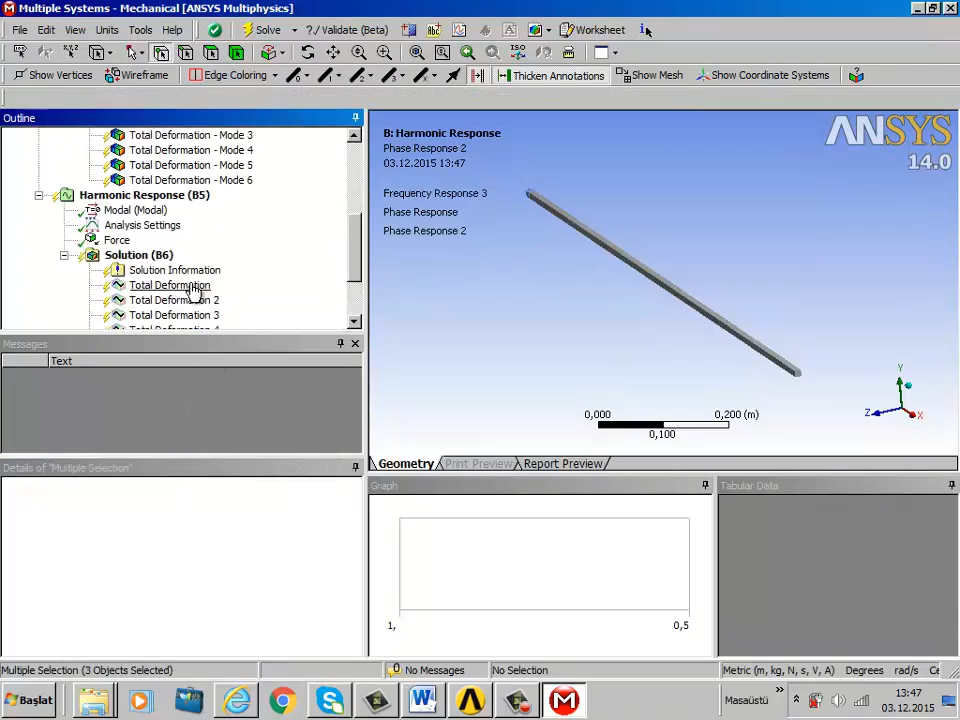 Multiple Systems - Mechanical [ANSYS Multiphysics]
File Edit View Units Tools Help Solve ?./ Validate (Beta) Worksheet
Show Vertices Wireframe Edge Coloring Thicken Annotations Show Mesh Show Coordinate Systems
Outline
Total Deformation - Mode 3
Total Deformation - Mode 4
Total Deformation - Mode 5
Total Deformation - Mode 6
Harmonic Response (B5)
Modal (Modal)
Analysis Settings
Force
Solution (B6)
Solution Information
Total Deformation
Total Deformation 2
Total Deformation 3
Total Deformation 4
Messages
Text
Details of "Multiple Selection"
B: Harmonic Response
Phase Response 2
03.12.2015 13:47
Frequency Response 3
Phase Response
Phase Response 2
ANSYS
14.0
0,000 0,200 (m)
0,100
Y
Z X
Geometry Print Preview Report Preview
Graph
1, 0,5
Tabular Data
Multiple Selection (3 Objects Selected) 0 No Messages No Selection Metric (m, kg, N, s, V, A) Degrees rad/s Ce
Başlat Masaüstü 13:47
03.12.2015